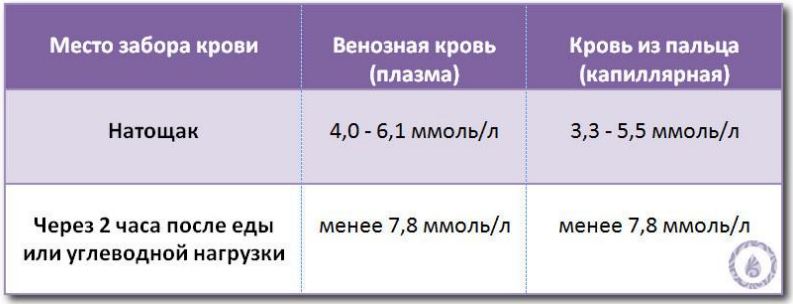 Место забора крови
Венозная кровь
(плазма)
Кровь из пальца
(капиллярная)
Натощак
4,0 - 6,1 ммоль/л
3,3 - 5,5 ммоль/л
Через 2 часа после еды
или углеводной нагрузки
менее 7,8 ммоль/л
менее 7,8 ммоль/л